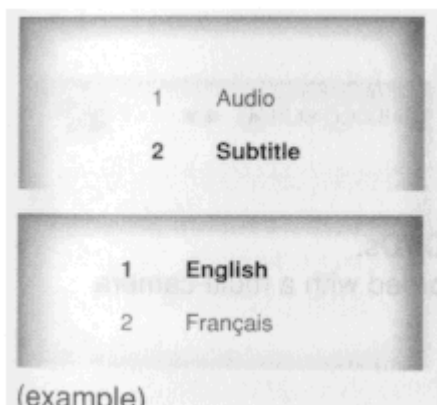 1 Audio
2 Subtitle
1 English
2 Français
(example)